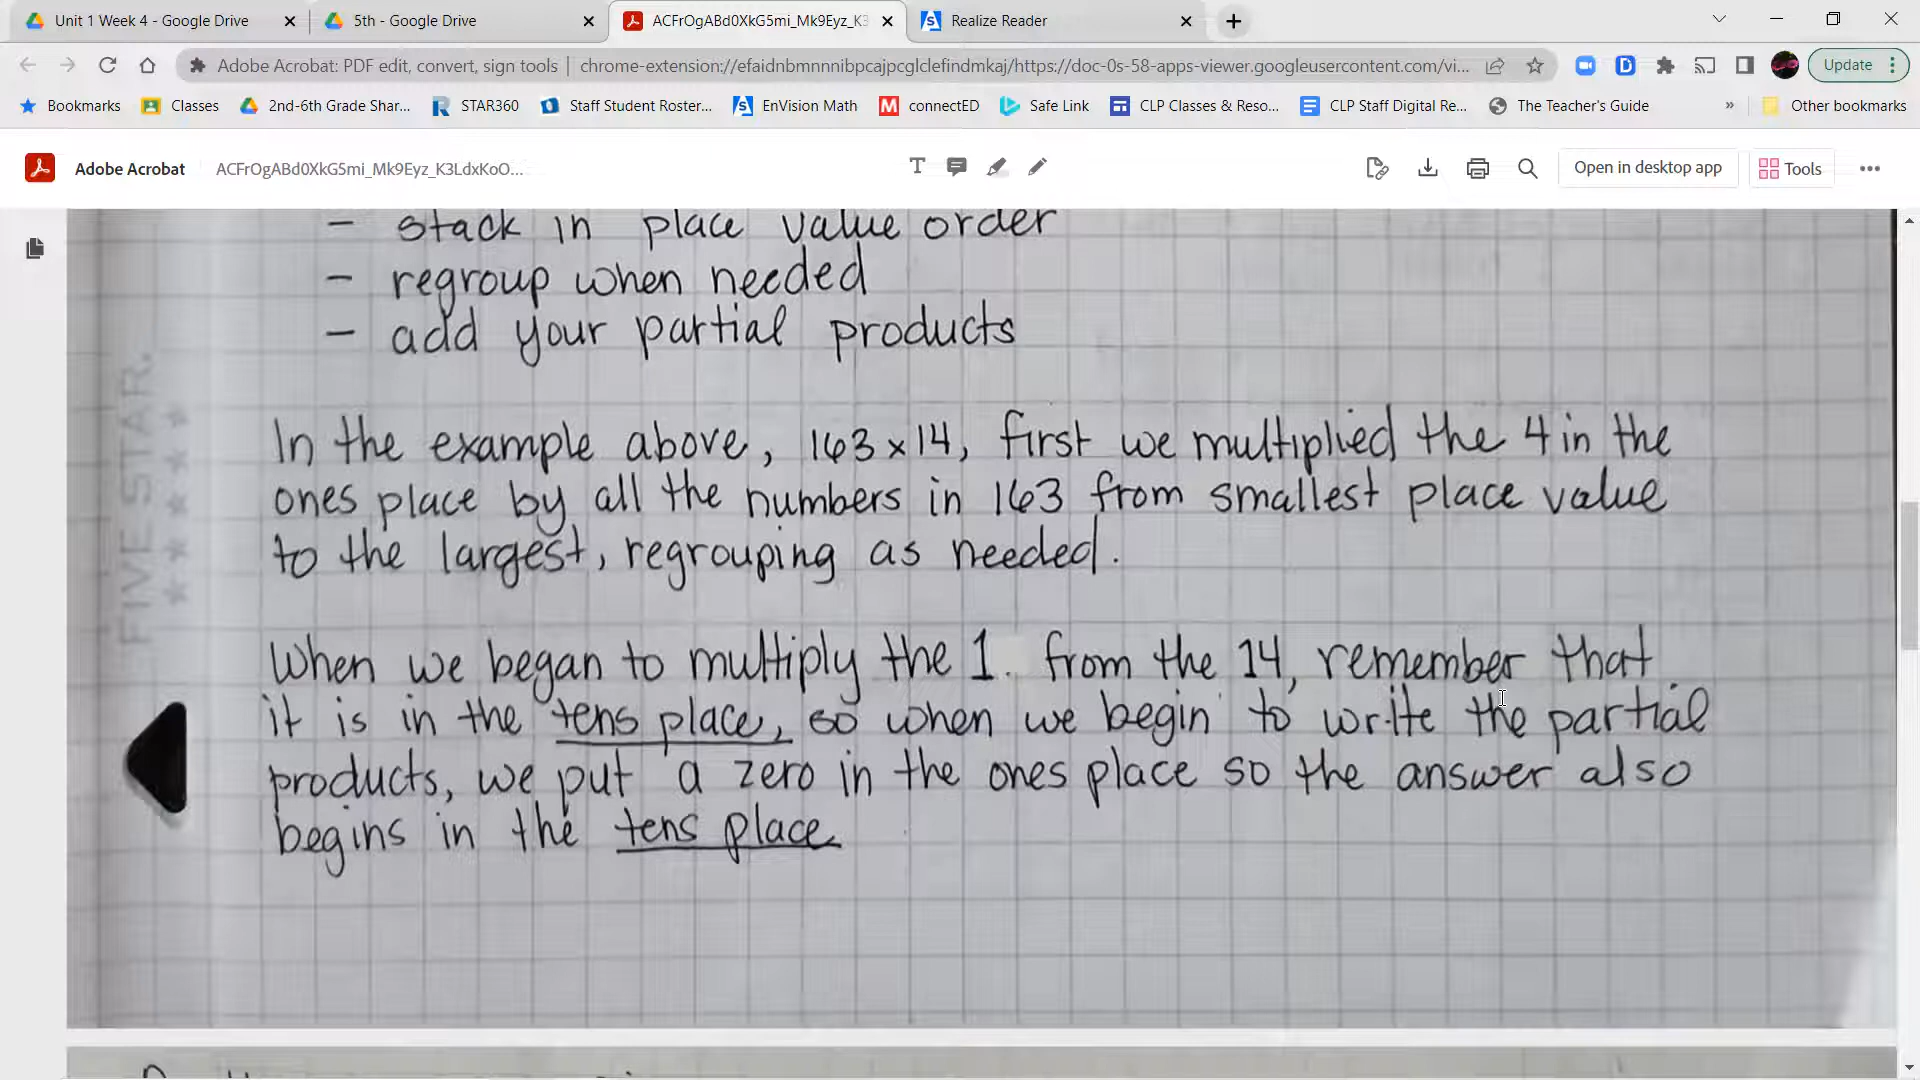 Unit 1 Week 4 - Google Drive
5th - Google Drive
ACFrOgABd0XkG5mi_Mk9Eyz_K3
Realize Reader
Adobe Acrobat: PDF edit, convert, sign tools
chrome-extension://efaidnbmnnnibpcajpcglclefindmkaj/https://doc-0s-58-apps-viewer.googleusercontent.com/vi...
Update
Bookmarks
Classes
2nd-6th Grade Shar...
STAR360
Staff Student Roster...
EnVision Math
connectED
Safe Link
CLP Classes & Reso...
CLP Staff Digital Re...
The Teacher's Guide
»
Other bookmarks
Adobe Acrobat
ACFrOgABd0XkG5mi_Mk9Eyz_K3LdxKoO...
Open in desktop app
Tools
FIVE STAR.
- stack in place value order
- regroup when needed
- add your partial products
In the example above, 163 x 14, first we multiplied the 4 in the
ones place by all the numbers in 163 from smallest place value
to the largest, regrouping as needed.
When we began to multiply the 1. from the 14, remember that
it is in the tens place, so when we begin to write the partial
products, we put a zero in the ones place so the answer also
begins in the tens place